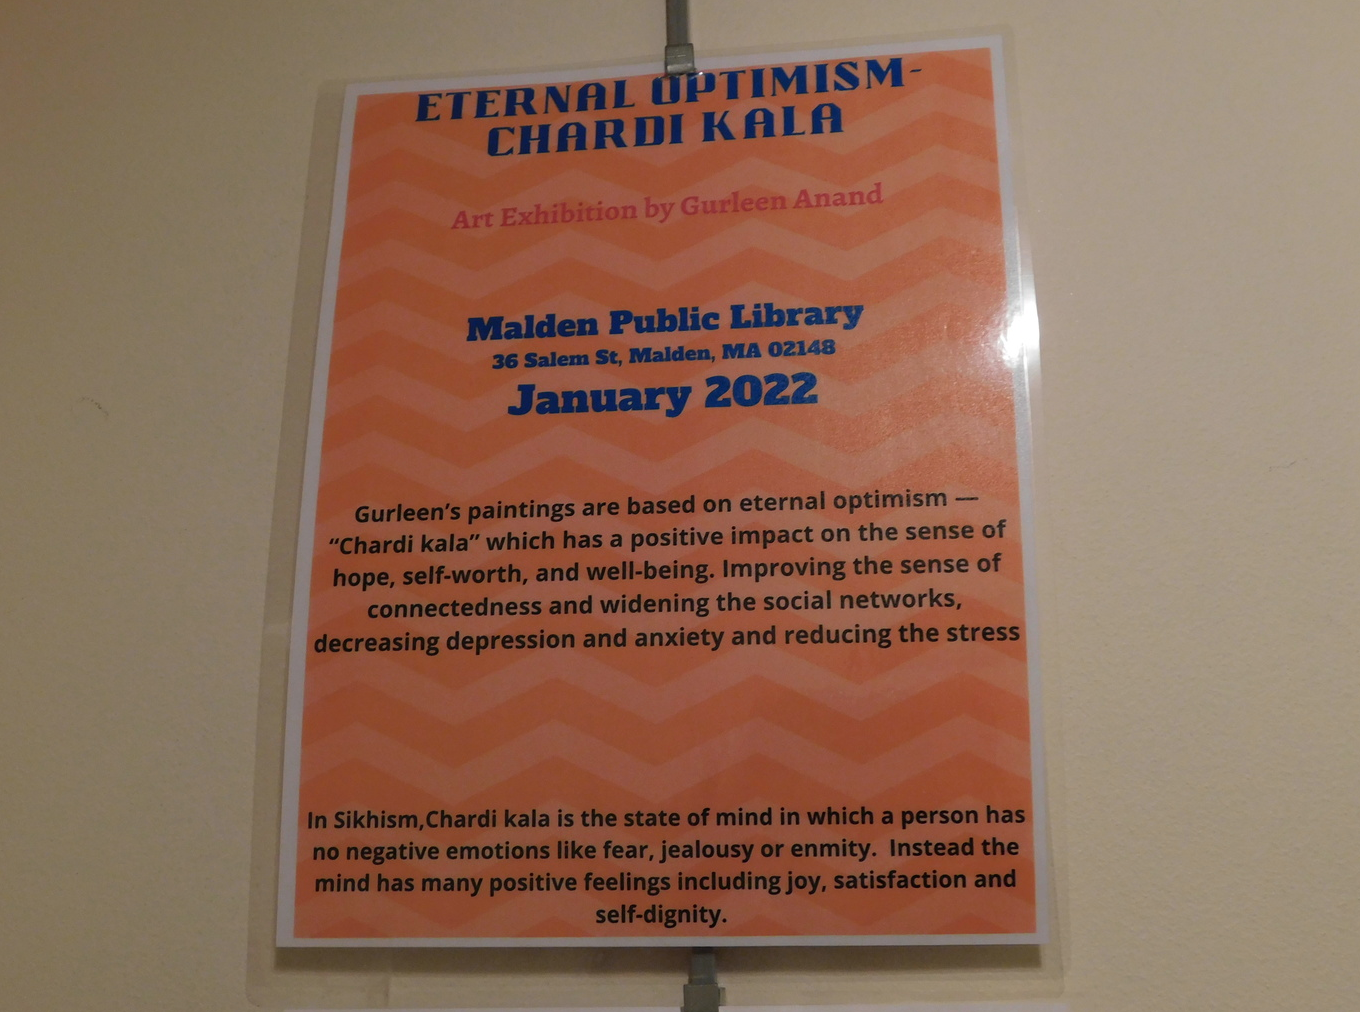 ETERNAL OPTIMISM-
CHARDI KALA
Art Exhibition by Gurleen Anand
Malden Public Library
36 Salem St, Malden, MA 02148
January 2022
Gurleen's paintings are based on eternal optimism —
“Chardi kala” which has a positive impact on the sense of
hope, self-worth, and well-being. Improving the sense of
connectedness and widening the social networks,
decreasing depression and anxiety and reducing the stress
In Sikhism,Chardi kala is the state of mind in which a person has
no negative emotions like fear, jealousy or enmity.  Instead the
mind has many positive feelings including joy, satisfaction and
self-dignity.